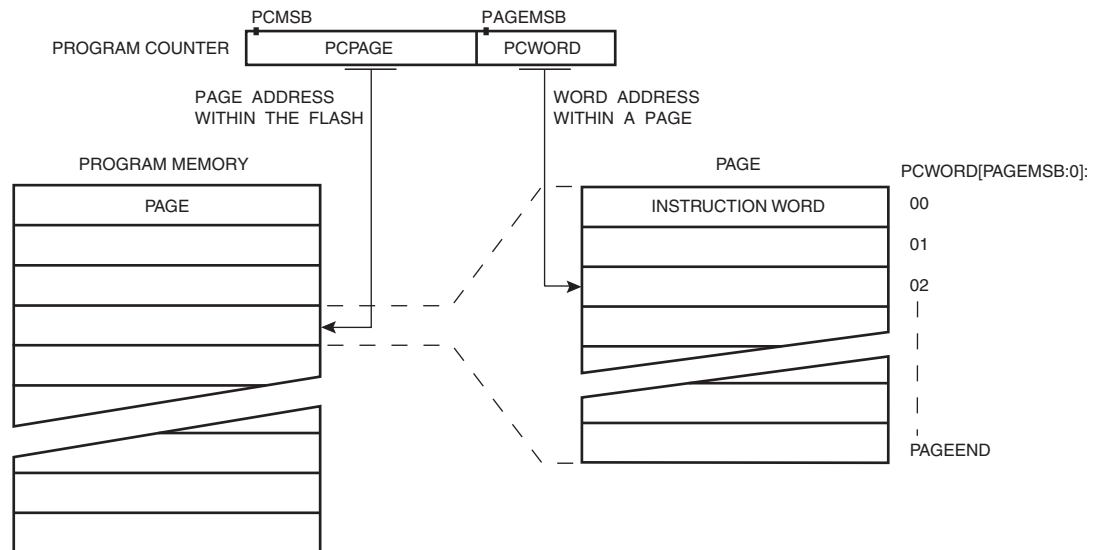 PCMSB
PAGEMSB
PROGRAM COUNTER
PCPAGE
PCWORD
PAGE ADDRESS
WITHIN THE FLASH
WORD ADDRESS
WITHIN A PAGE
PROGRAM MEMORY
PAGE
PCWORD[PAGEMSB:0]:
PAGE
INSTRUCTION WORD
00
01
02
PAGEEND